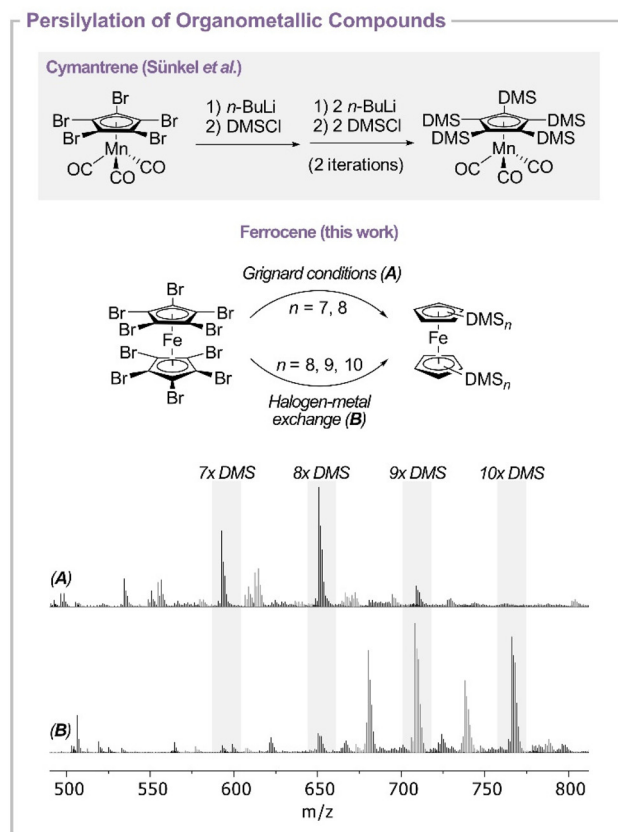 Persilylation of Organometallic Compounds
Cymantrene (Sünkel et al.)
Br
Br Br
Br Br
Mn
CO CO
CO
1) n-BuLi
2) DMSCl
1) 2 n-BuLi
2) 2 DMSCl
(2 iterations)
DMS
DMS DMS
DMS DMS
Mn
CO CO
CO
Ferrocene (this work)
Br
Br Br
Br Br
Fe
Br Br
Br Br
Br
Grignard conditions (A)
n = 7, 8
n = 8, 9, 10
Halogen-metal
exchange (B)
DMSn
Fe
DMSn
7x DMS 8x DMS 9x DMS 10x DMS
(A)
(B)
500 550 600 650 700 750 800
m/z